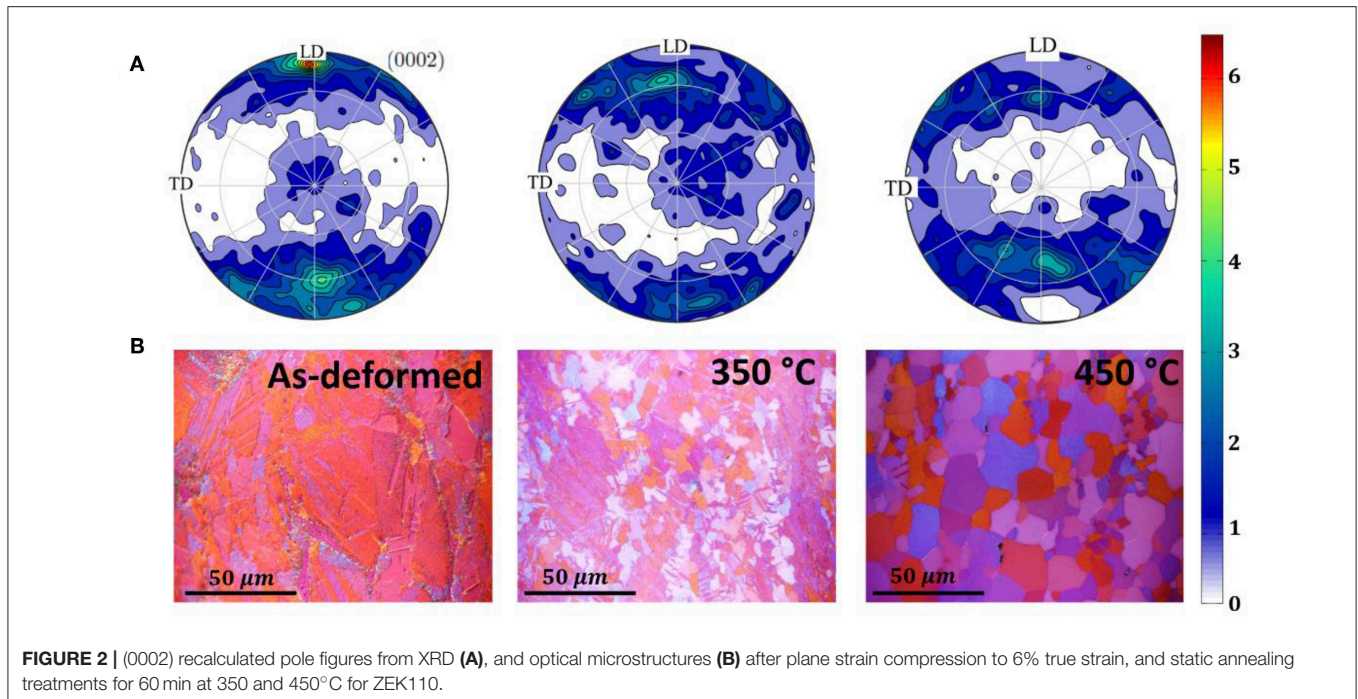 A
LD
(0002)
TD
LD
TD
LD
TD
6
5
4
3
2
1
0
B
As-deformed
50 μm
350 °C
50 μm
450 °C
50 μm
FIGURE 2 | (0002) recalculated pole figures from XRD (A), and optical microstructures (B) after plane strain compression to 6% true strain, and static annealing
treatments for 60 min at 350 and 450°C for ZEK110.